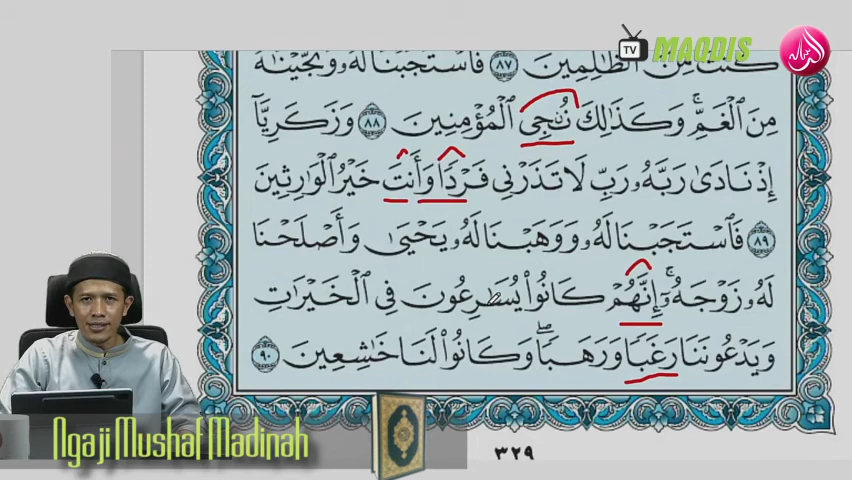 TV MAQDIS
كُنتُ مِنَ ٱلظَّٰلِمِينَ ٨٧ فَٱسْتَجَبْنَا لَهُۥ وَنَجَّيْنَٰهُ
مِنَ ٱلْغَمِّ ۚ وَكَذَٰلِكَ نُۨجِى ٱلْمُؤْمِنِينَ ٨٨ وَزَكَرِيَّآ
إِذْ نَادَىٰ رَبَّهُۥ رَبِّ لَا تَذَرْنِى فَرْدًا وَأَنتَ خَيْرُ ٱلْوَٰرِثِينَ
٨٩ فَٱسْتَجَبْنَا لَهُۥ وَوَهَبْنَا لَهُۥ يَحْيَىٰ وَأَصْلَحْنَا
لَهُۥ زَوْجَهُۥٓ ۚ إِنَّهُمْ كَانُوا۟ يُسَٰرِعُونَ فِى ٱلْخَيْرَٰتِ
وَيَدْعُونَنَا رَغَبًا وَرَهَبًا ۖ وَكَانُوا۟ لَنَا خَٰشِعِينَ ٩٠
Ngaji Mushaf Madinah
٣٢٩